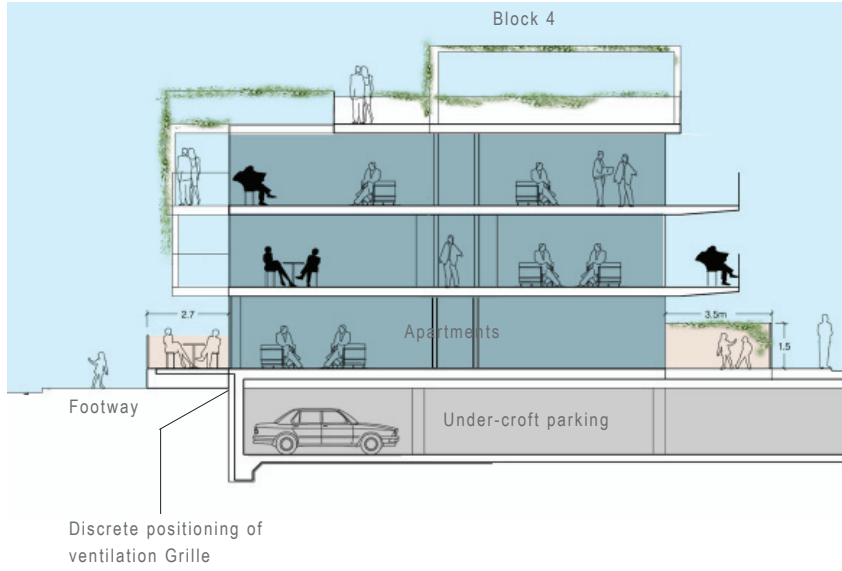 Block 4
2.7
Apartments
3.5m
1.5
Footway
Under-croft parking
Discrete positioning of
ventilation Grille